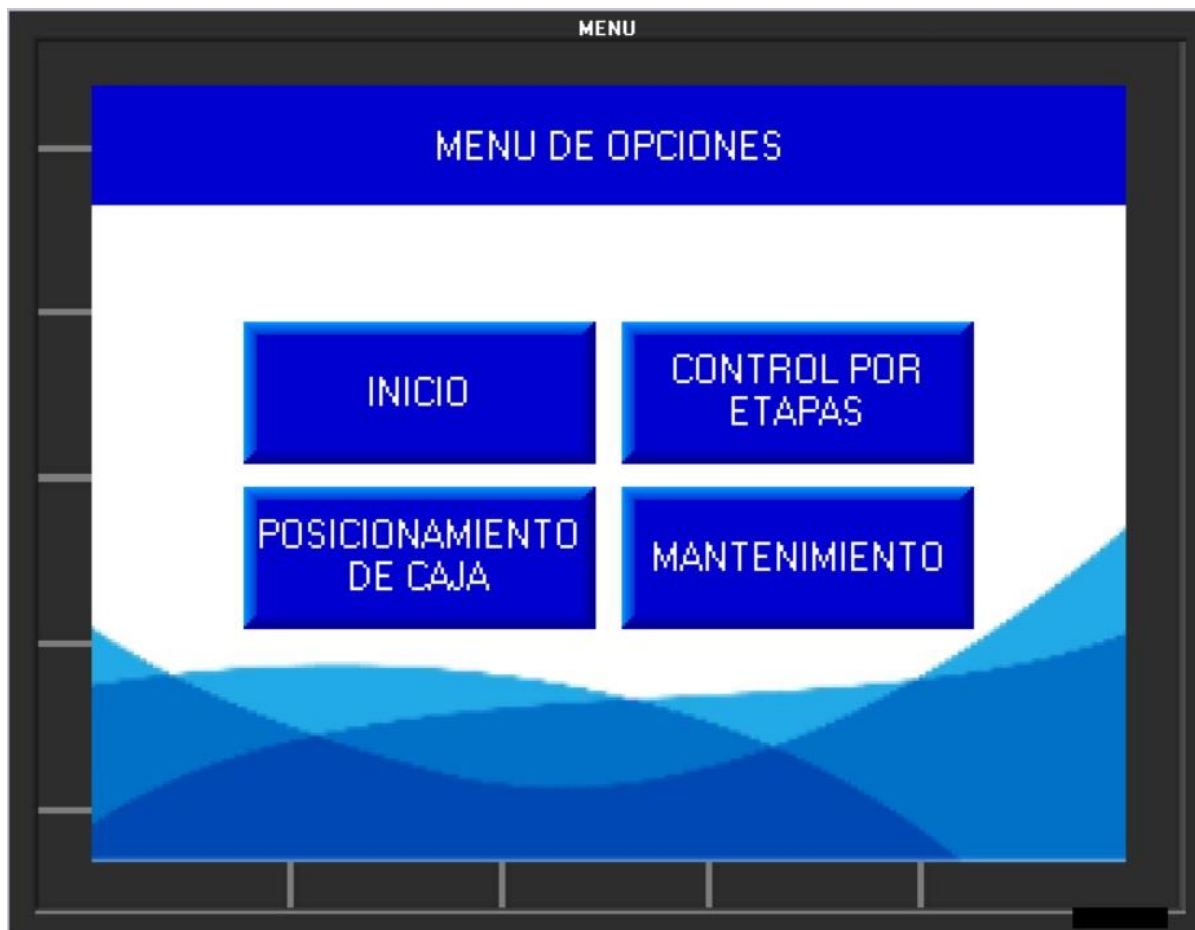 MENU
MENU DE OPCIONES
INICIO
CONTROL POR
ETAPAS
POSICIONAMIENTO
DE CAJA
MANTENIMIENTO